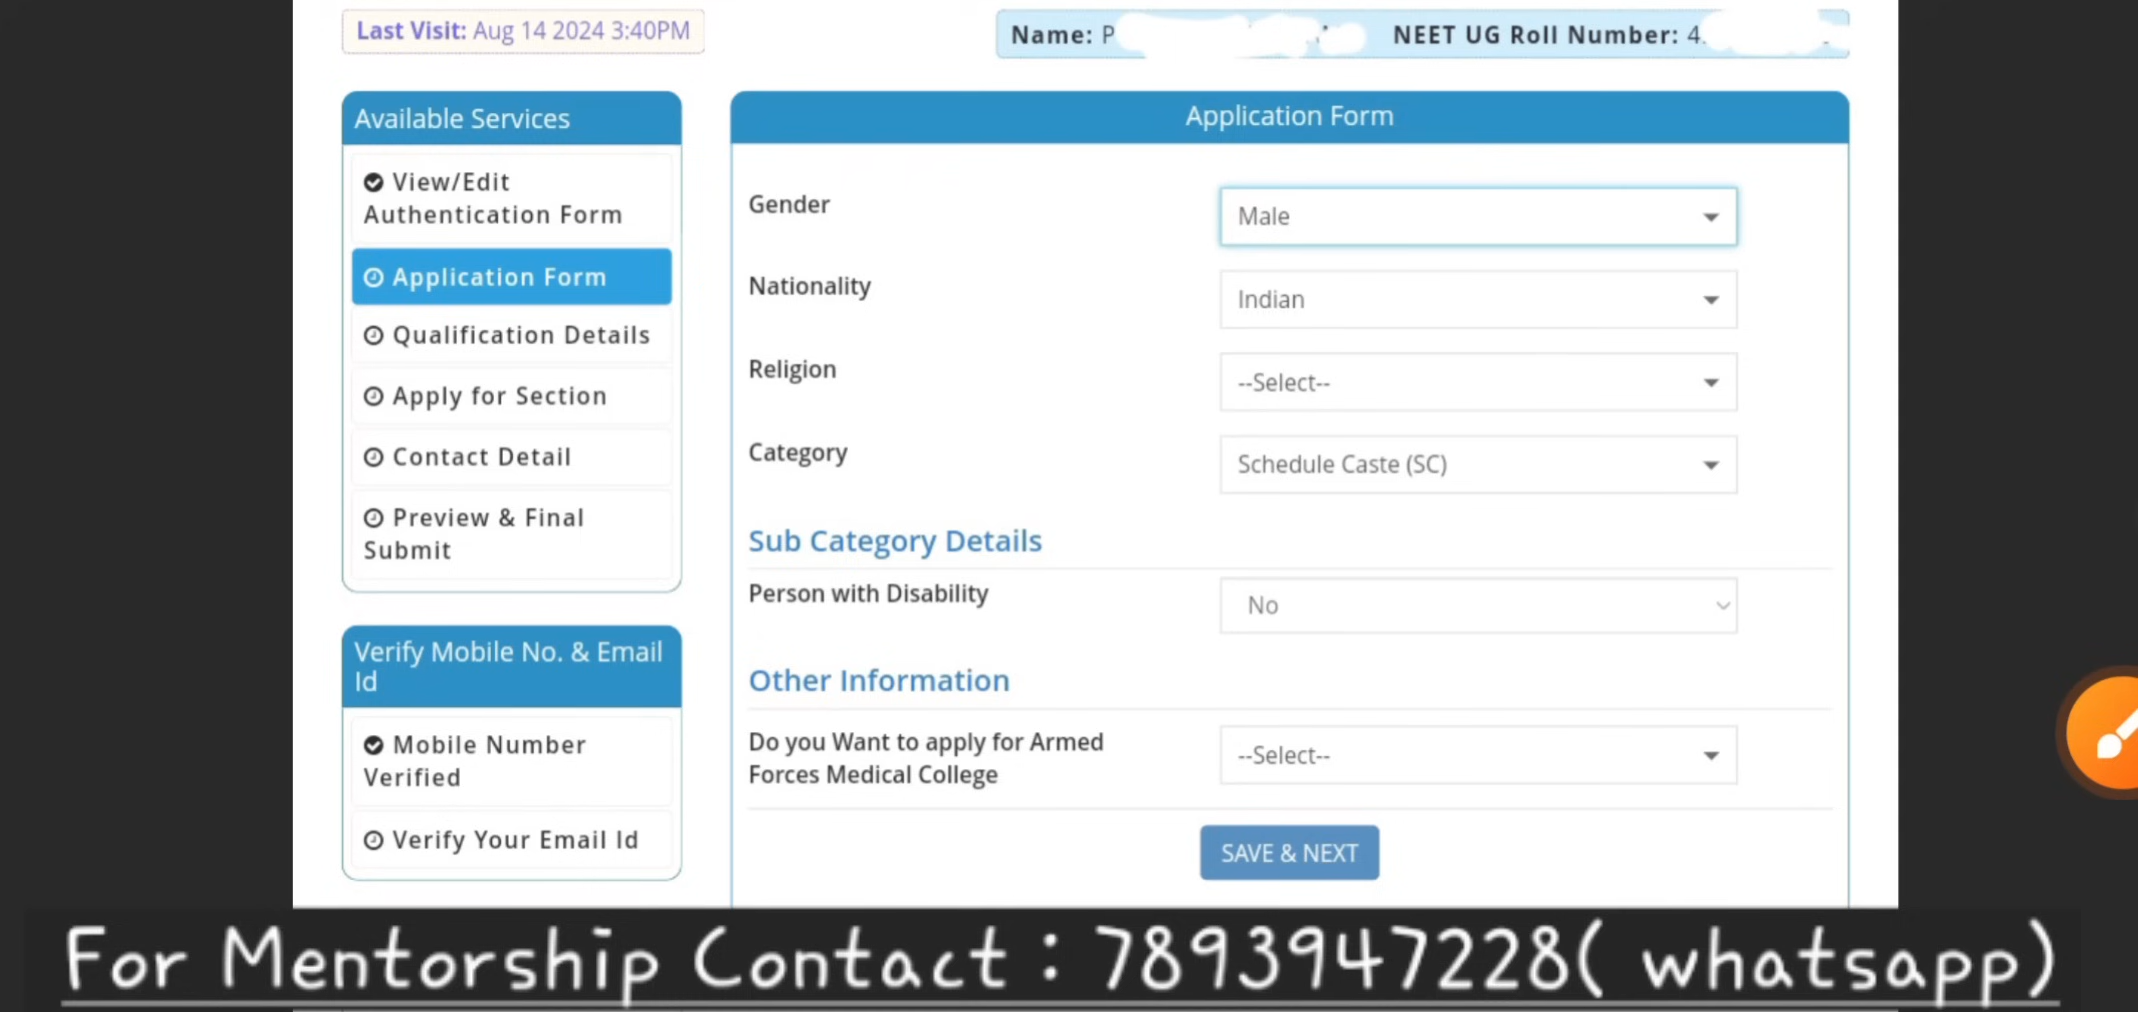 Last Visit: Aug 14 2024 3:40PM
Name: P
NEET UG Roll Number: 4
Available Services
View/Edit
Authentication Form
Application Form
Qualification Details
Apply for Section
Contact Detail
Preview & Final
Submit
Verify Mobile No. & Email
Id
Mobile Number
Verified
Verify Your Email Id
Application Form
Gender
Male
Nationality
Indian
Religion
--Select--
Category
Schedule Caste (SC)
Sub Category Details
Person with Disability
No
Other Information
Do you Want to apply for Armed
Forces Medical College
--Select--
SAVE & NEXT
For Mentorship Contact : 7893947228( whatsapp)